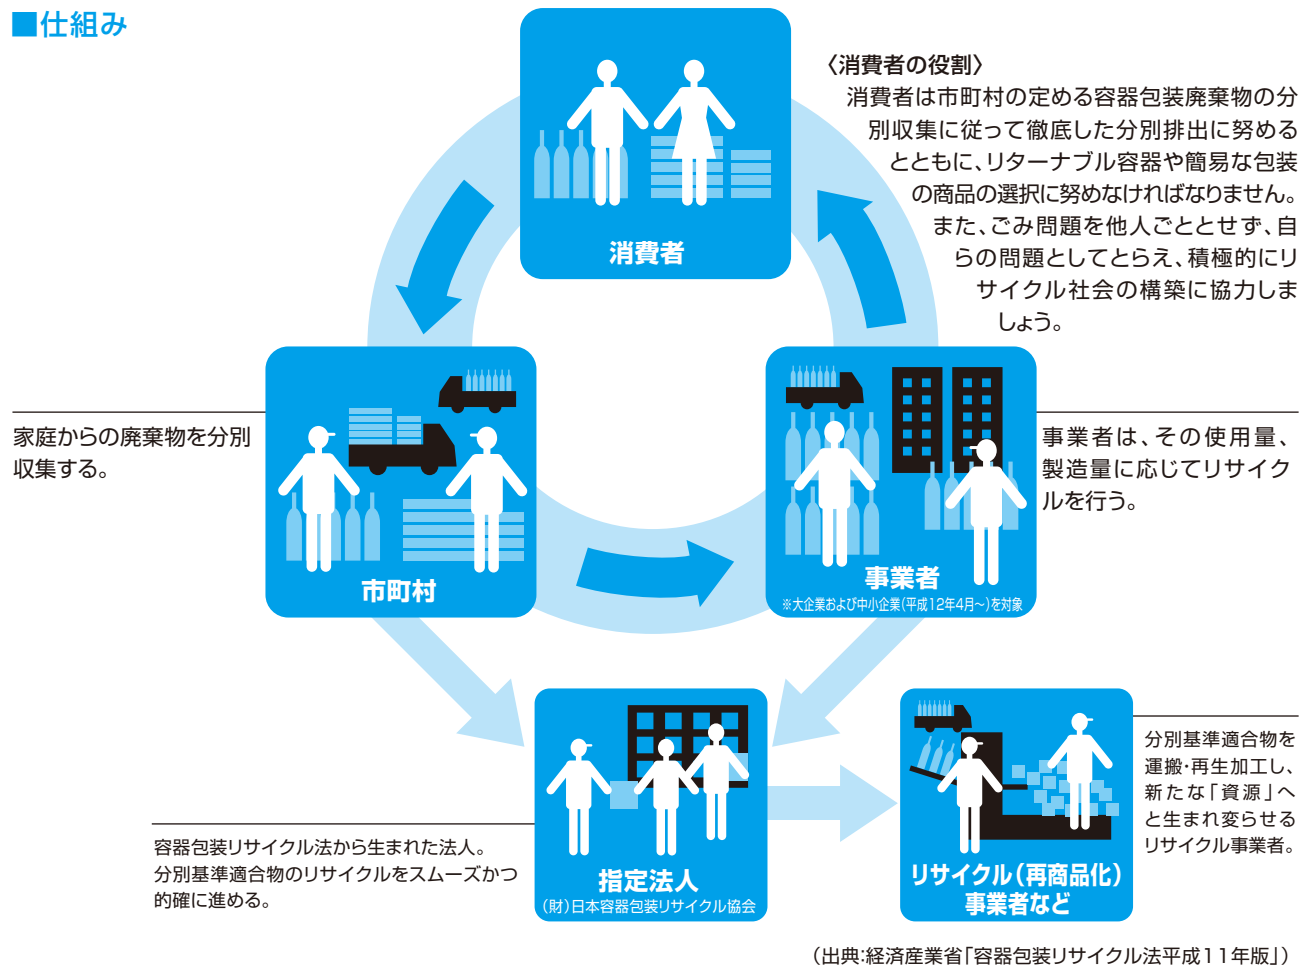 ■仕組み
〈消費者の役割〉
消費者は市町村の定める容器包装廃棄物の分
別収集に従って徹底した分別排出に努める
とともに、リターナブル容器や簡易な包装
の商品の選択に努めなければなりません。
また、ごみ問題を他人ごととせず、自
らの問題としてとらえ、積極的にリ
サイクル社会の構築に協力しま
しょう。
消費者
家庭からの廃棄物を分別
収集する。
市町村
事業者
※大企業および中小企業(平成12年4月～)を対象
事業者は、その使用量、
製造量に応じてリサイク
ルを行う。
容器包装リサイクル法から生まれた法人。
分別基準適合物のリサイクルをスムーズかつ
的確に進める。
指定法人
(財)日本容器包装リサイクル協会
リサイクル(再商品化)
事業者など
分別基準適合物を
運搬・再生加工し、
新たな「資源」へ
と生まれ変らせる
リサイクル事業者。
(出典:経済産業省「容器包装リサイクル法平成11年版」)